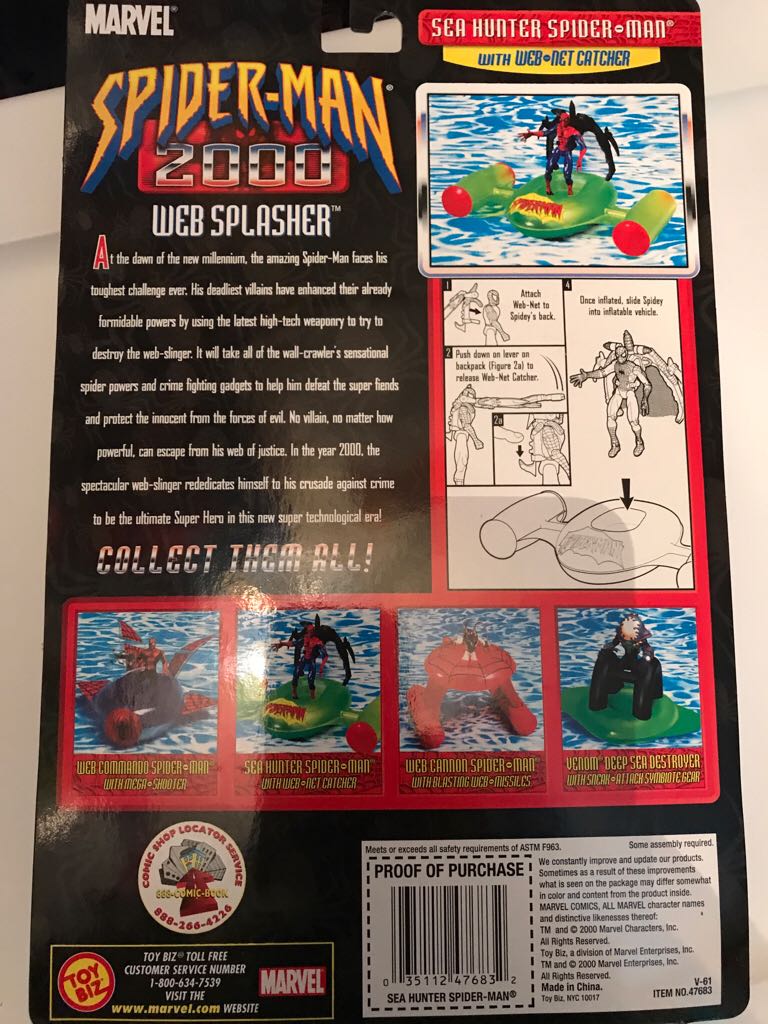 MARVEL®
SPIDER-MAN®
2000
WEB SPLASHER™
At the dawn of the new millennium, the amazing Spider-Man faces his
toughest challenge ever. His deadliest villains have enhanced their already
formidable powers by using the latest high-tech weaponry to try to
destroy the web-slinger. It will take all of the wall-crawler's sensational
spider powers and crime fighting gadgets to help him defeat the super fiends
and protect the innocent from the forces of evil. No villain, no matter how
powerful, can escape from his web of justice. In the year 2000, the
spectacular web-slinger rededicates himself to his crusade against crime
to be the ultimate Super Hero in this new super technological era!
COLLECT THEM ALL!
SEA HUNTER SPIDER-MAN®
WITH WEB-NET CATCHER
SPIDER-MAN
1
Attach
Web-Net to
Spidey's back.
2 Push down on lever on
backpack (Figure 2a) to
release Web-Net Catcher.
2a
4
Once inflated, slide Spidey
into inflatable vehicle.
SPIDER-MAN
WEB COMMANDO SPIDER-MAN
WITH MEGA-SHOOTER
SPIDER-MAN
SEA HUNTER SPIDER-MAN
WITH WEB-NET CATCHER
WEB CANNON SPIDER-MAN
WITH BLASTING WEB-MISSILES
VENOM™ DEEP SEA DESTROYER
WITH SNEAK-ATTACK SYMBIOTE GEAR
COMIC SHOP LOCATOR SERVICE
888-COMIC-BOOK
888-266-4226
TOY BIZ
TOY BIZ® TOLL FREE
CUSTOMER SERVICE NUMBER
1-800-634-7539
VISIT THE
www.marvel.com WEBSITE
MARVEL
Meets or exceeds all safety requirements of ASTM F963.
Some assembly required.
PROOF OF PURCHASE
0 35112 47683 2
SEA HUNTER SPIDER-MAN®
We constantly improve and update our products.
Sometimes as a result of these improvements
what is seen on the package may differ somewhat
in color and content from the product inside.
MARVEL COMICS, ALL MARVEL character names
and distinctive likenesses thereof:
TM and © 2000 Marvel Characters, Inc.
All Rights Reserved.
Toy Biz, a division of Marvel Enterprises, Inc.
TM and © 2000 Marvel Enterprises, Inc.
All Rights Reserved.
Made in China.
Toy Biz, NYC 10017
V-61
ITEM NO.47683